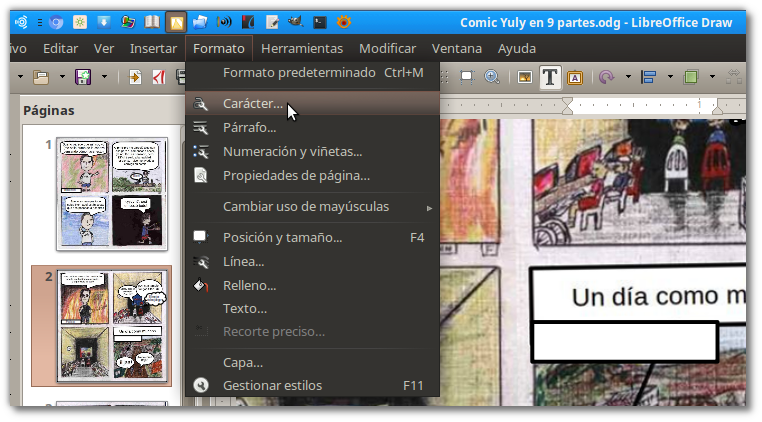 Comic Yuly en 9 partes.odg - LibreOffice Draw
ivo Editar Ver Insertar Formato Herramientas Modificar Ventana Ayuda
Formato predeterminado Ctrl+M
Carácter...
Párrafo...
Numeración y viñetas...
Propiedades de página...
Cambiar uso de mayúsculas
Posición y tamaño... F4
Línea...
Relleno...
Texto...
Recorte preciso...
Capa...
Gestionar estilos F11
Páginas
1
2
1
Un día como m